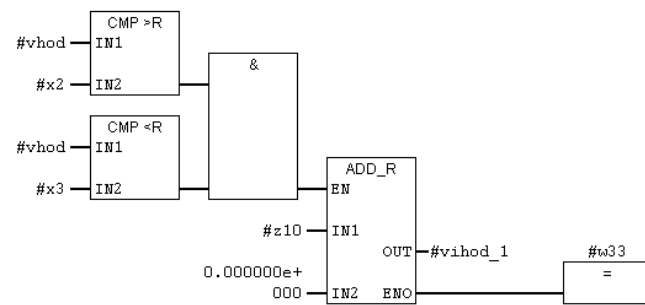 CMP >R
#vhod IN1
#x2 IN2
&
CMP <R
#vhod IN1
#x3 IN2
ADD_R
EN
#z10 IN1
OUT #vihod_1
#w33
=
0.000000e+
000 IN2 ENO